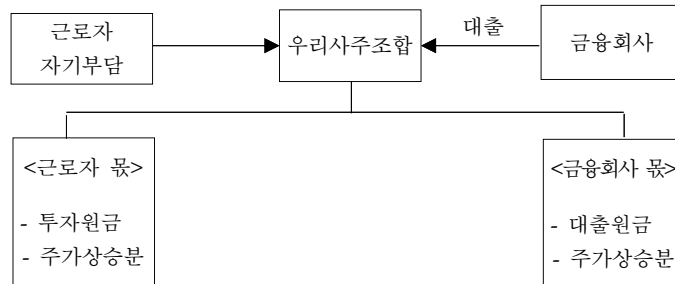 근로자
자기부담
우리사주조합
대출
금융회사
<근로자 몫>
- 투자원금
- 주가상승분
<금융회사 몫>
- 대출원금
- 주가상승분